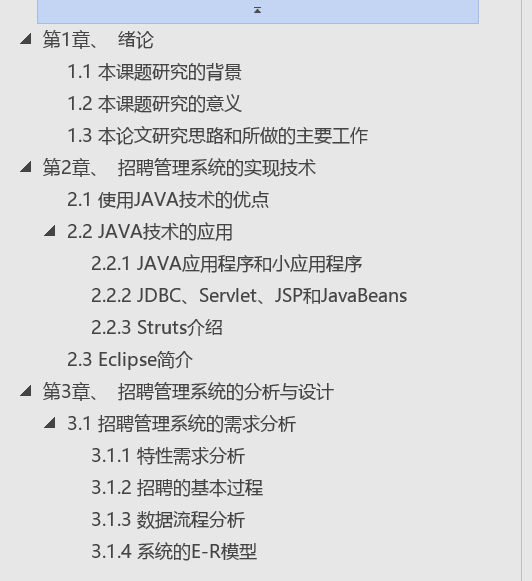 第1章、 绪论
1.1 本课题研究的背景
1.2 本课题研究的意义
1.3 本论文研究思路和所做的主要工作
第2章、 招聘管理系统的实现技术
2.1 使用JAVA技术的优点
2.2 JAVA技术的应用
2.2.1 JAVA应用程序和小应用程序
2.2.2 JDBC、Servlet、JSP和JavaBeans
2.2.3 Struts介绍
2.3 Eclipse简介
第3章、 招聘管理系统的分析与设计
3.1 招聘管理系统的需求分析
3.1.1 特性需求分析
3.1.2 招聘的基本过程
3.1.3 数据流程分析
3.1.4 系统的E-R模型